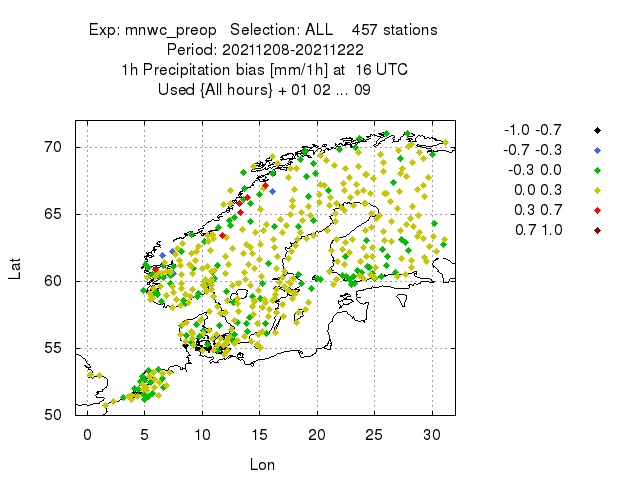 Exp: mnwc_preop   Selection: ALL    457 stations
Period: 20211208-20211222
1h Precipitation bias [mm/1h] at  16 UTC
Used {All hours} + 01 02 ... 09
-1.0 -0.7
-0.7 -0.3
-0.3 0.0
0.0 0.3
0.3 0.7
0.7 1.0
70
65
60
55
50
Lat
0 5 10 15 20 25 30
Lon